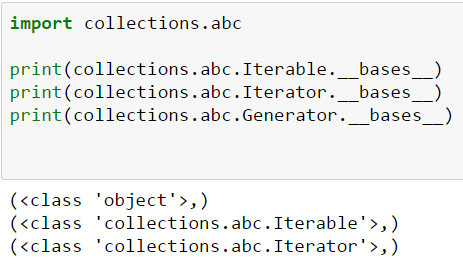 import collections.abc
print(collections.abc.Iterable.__bases__)
print(collections.abc.Iterator.__bases__)
print(collections.abc.Generator.__bases__)
(<class 'object'>,)
(<class 'collections.abc.Iterable'>,)
(<class 'collections.abc.Iterator'>,)